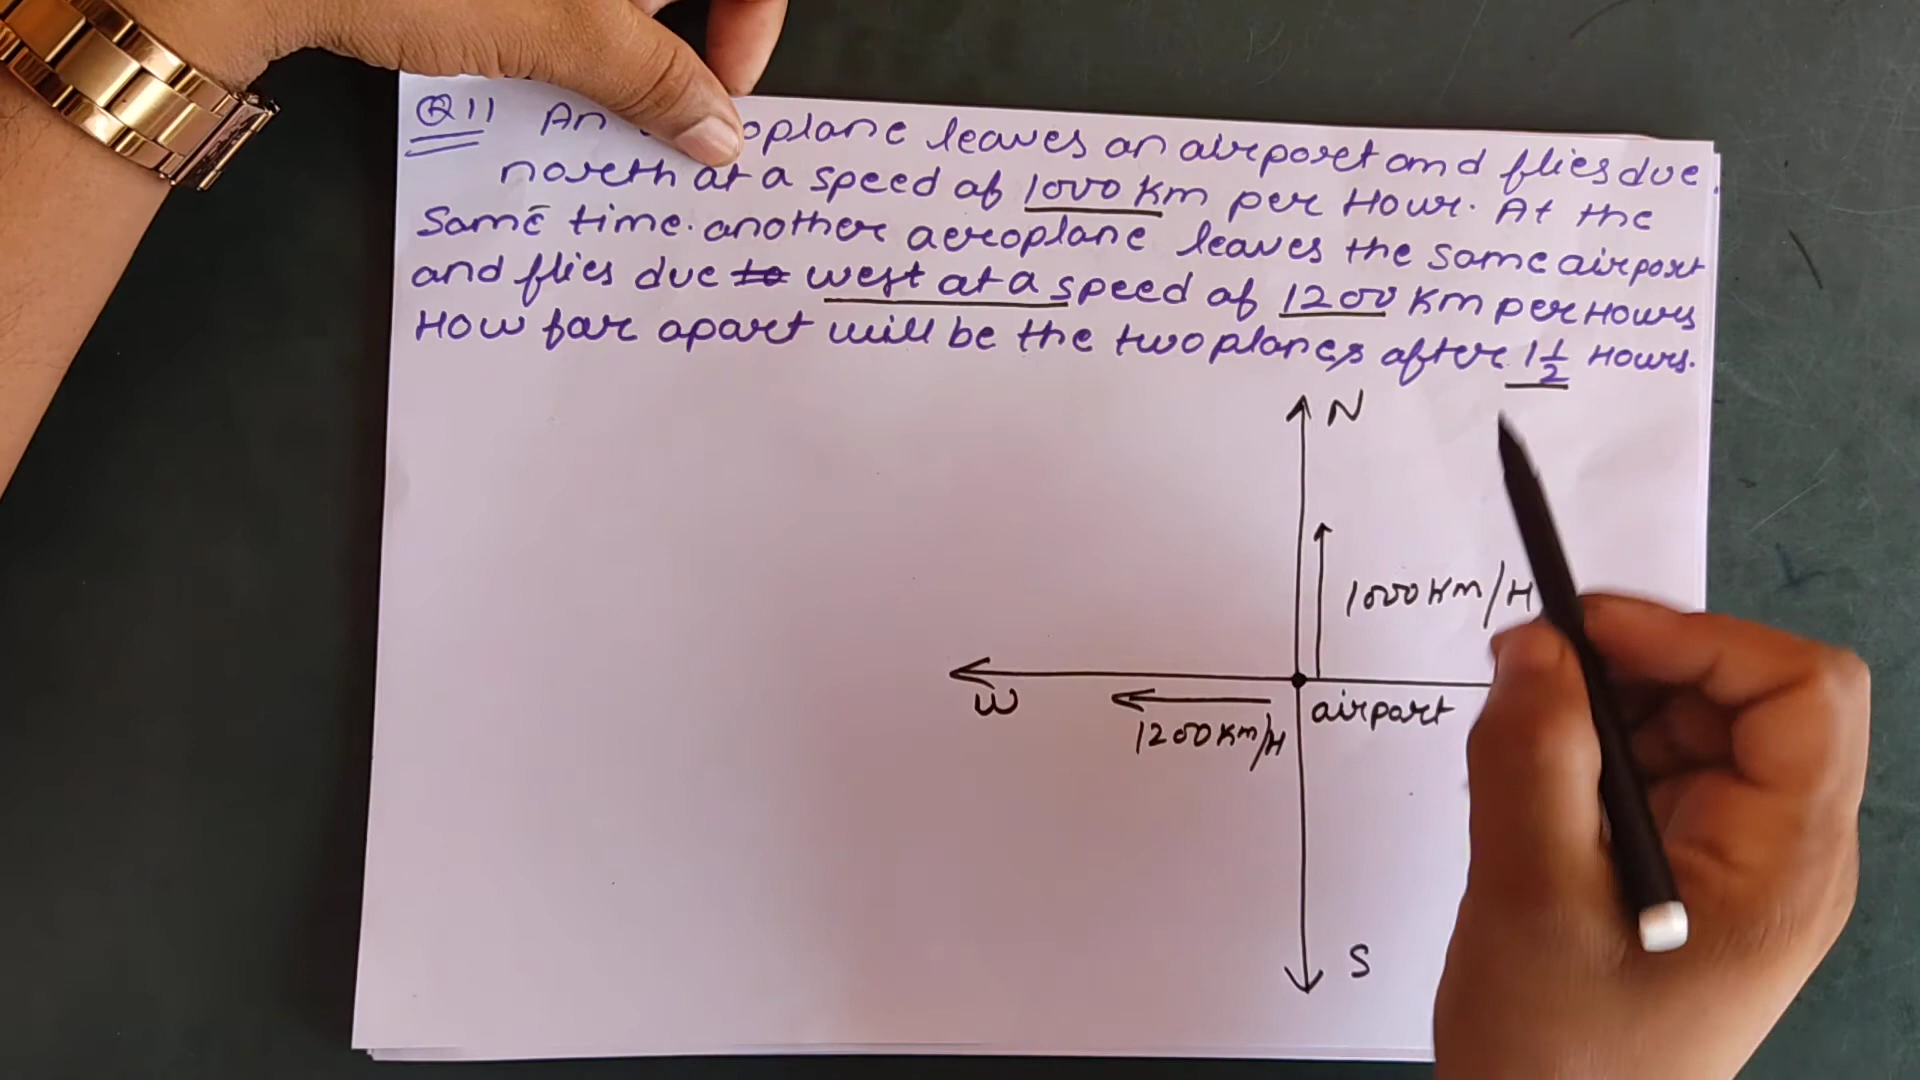 Q11 An oplane leaves an airport and flies due
north at a speed of 1000 Km per Hour. At the
Same time. another aeroplane leaves the same airport
and flies due to west at a speed of 1200 Km per Hours
How far apart will be the two planes after 1 1/2 Hours.
N
1000 Km/H
W
airport
1200 Km/H
S